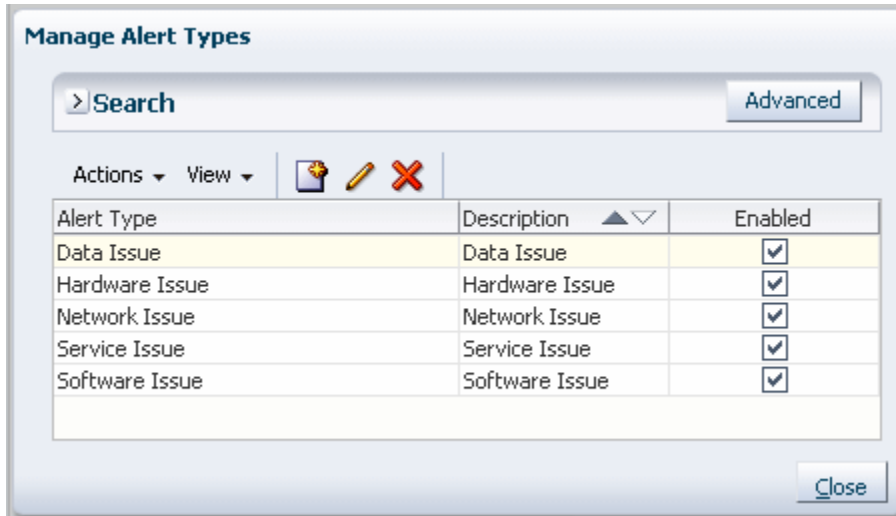 Manage Alert Types
Search
Advanced
Actions View
Alert Type Description Enabled
Data Issue Data Issue
Hardware Issue Hardware Issue
Network Issue Network Issue
Service Issue Service Issue
Software Issue Software Issue
Close